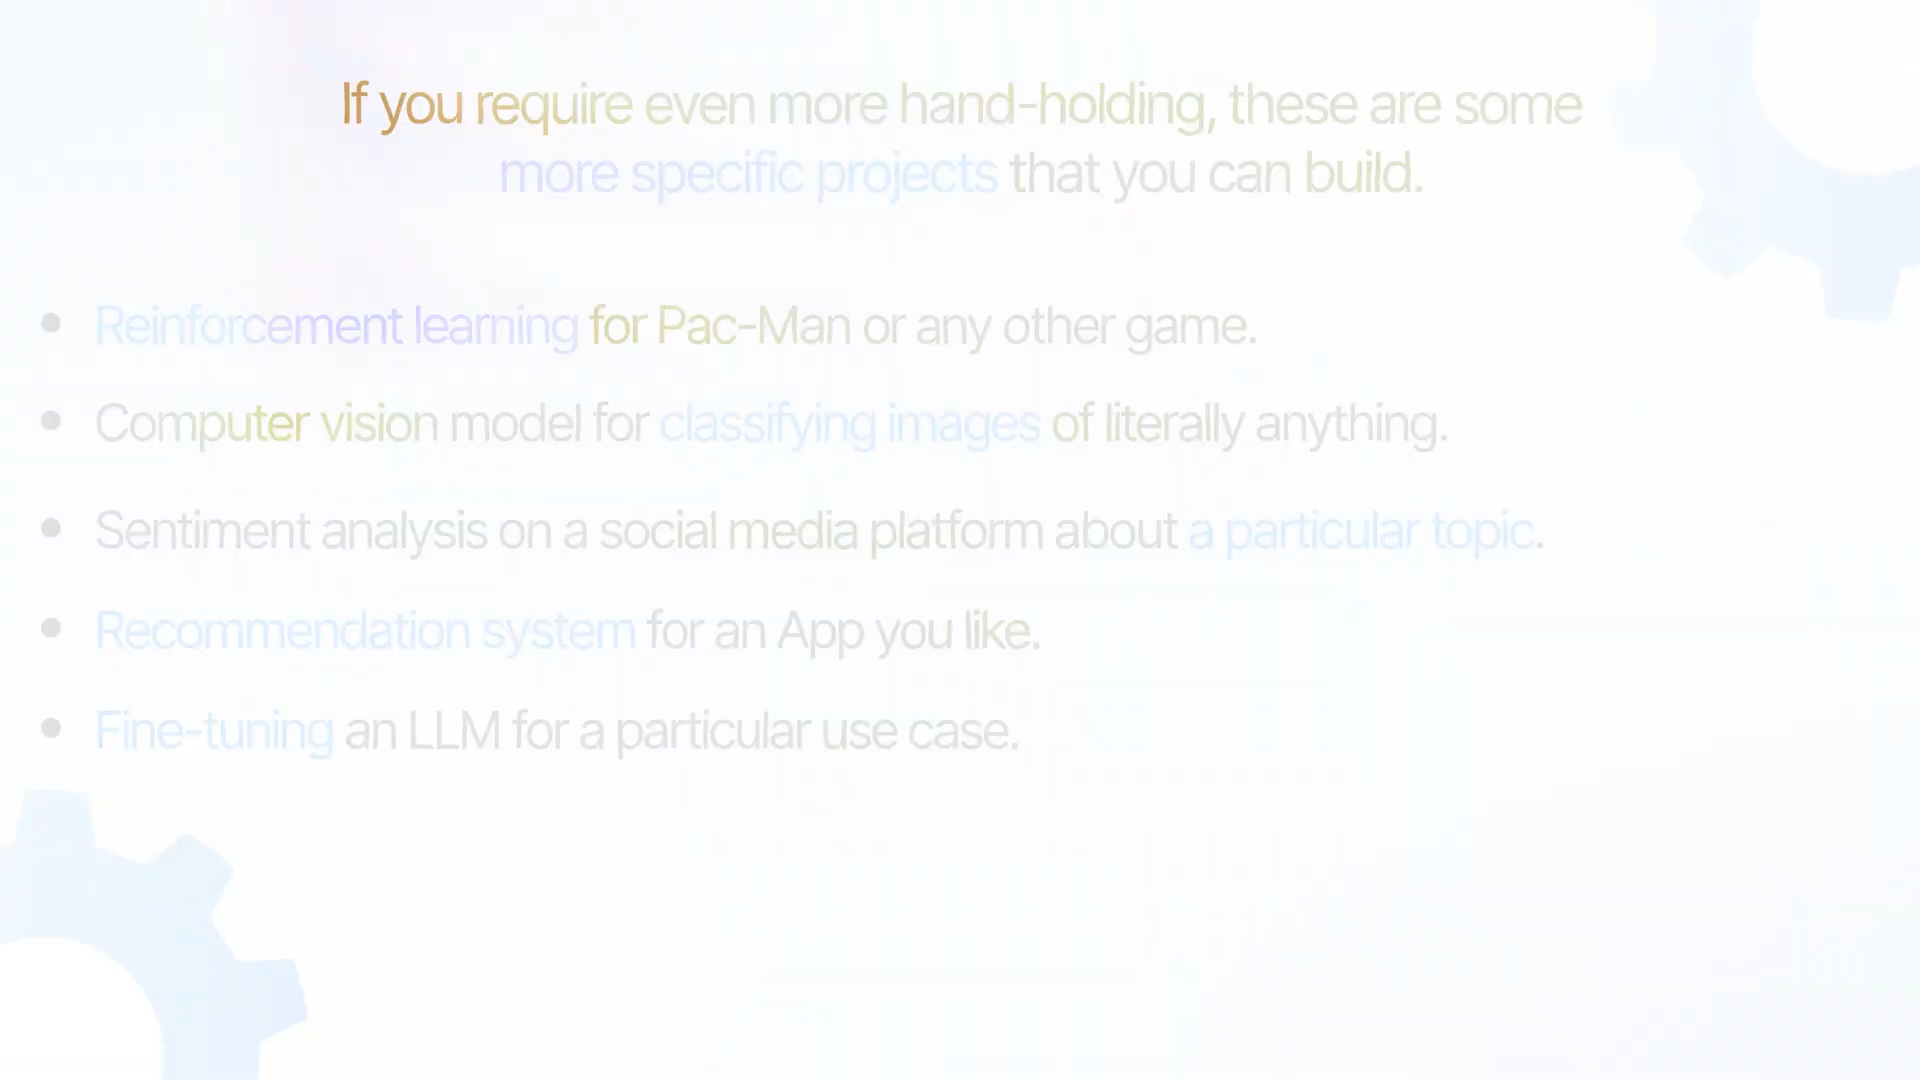 If you require even more hand-holding, these are some
more specific projects that you can build.
• Reinforcement learning for Pac-Man or any other game.
• Computer vision model for classifying images of literally anything.
• Sentiment analysis on a social media platform about a particular topic.
• Recommendation system for an App you like.
• Fine-tuning an LLM for a particular use case.